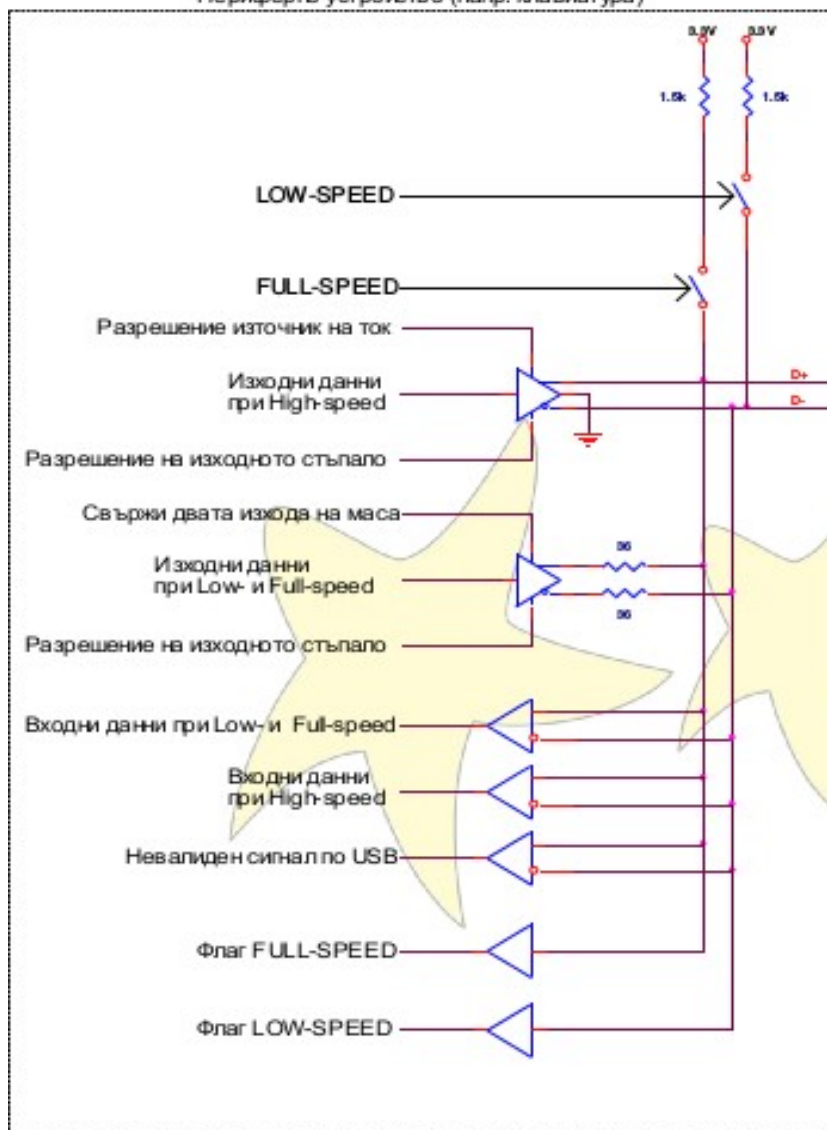 3.3V 3.3V
1.5k 1.5k
LOW-SPEED
FULL-SPEED
Разрешение източник на ток
Изходни данни
при High-speed
D+
D-
Разрешение на изходното стъпало
Свържи двата изхода на маса
36
Изходни данни
при Low- и Full-speed
36
Разрешение на изходното стъпало
Входни данни при Low- и Full-speed
Входни данни
при High-speed
Невалиден сигнал по USB
Флаг FULL-SPEED
Флаг LOW-SPEED